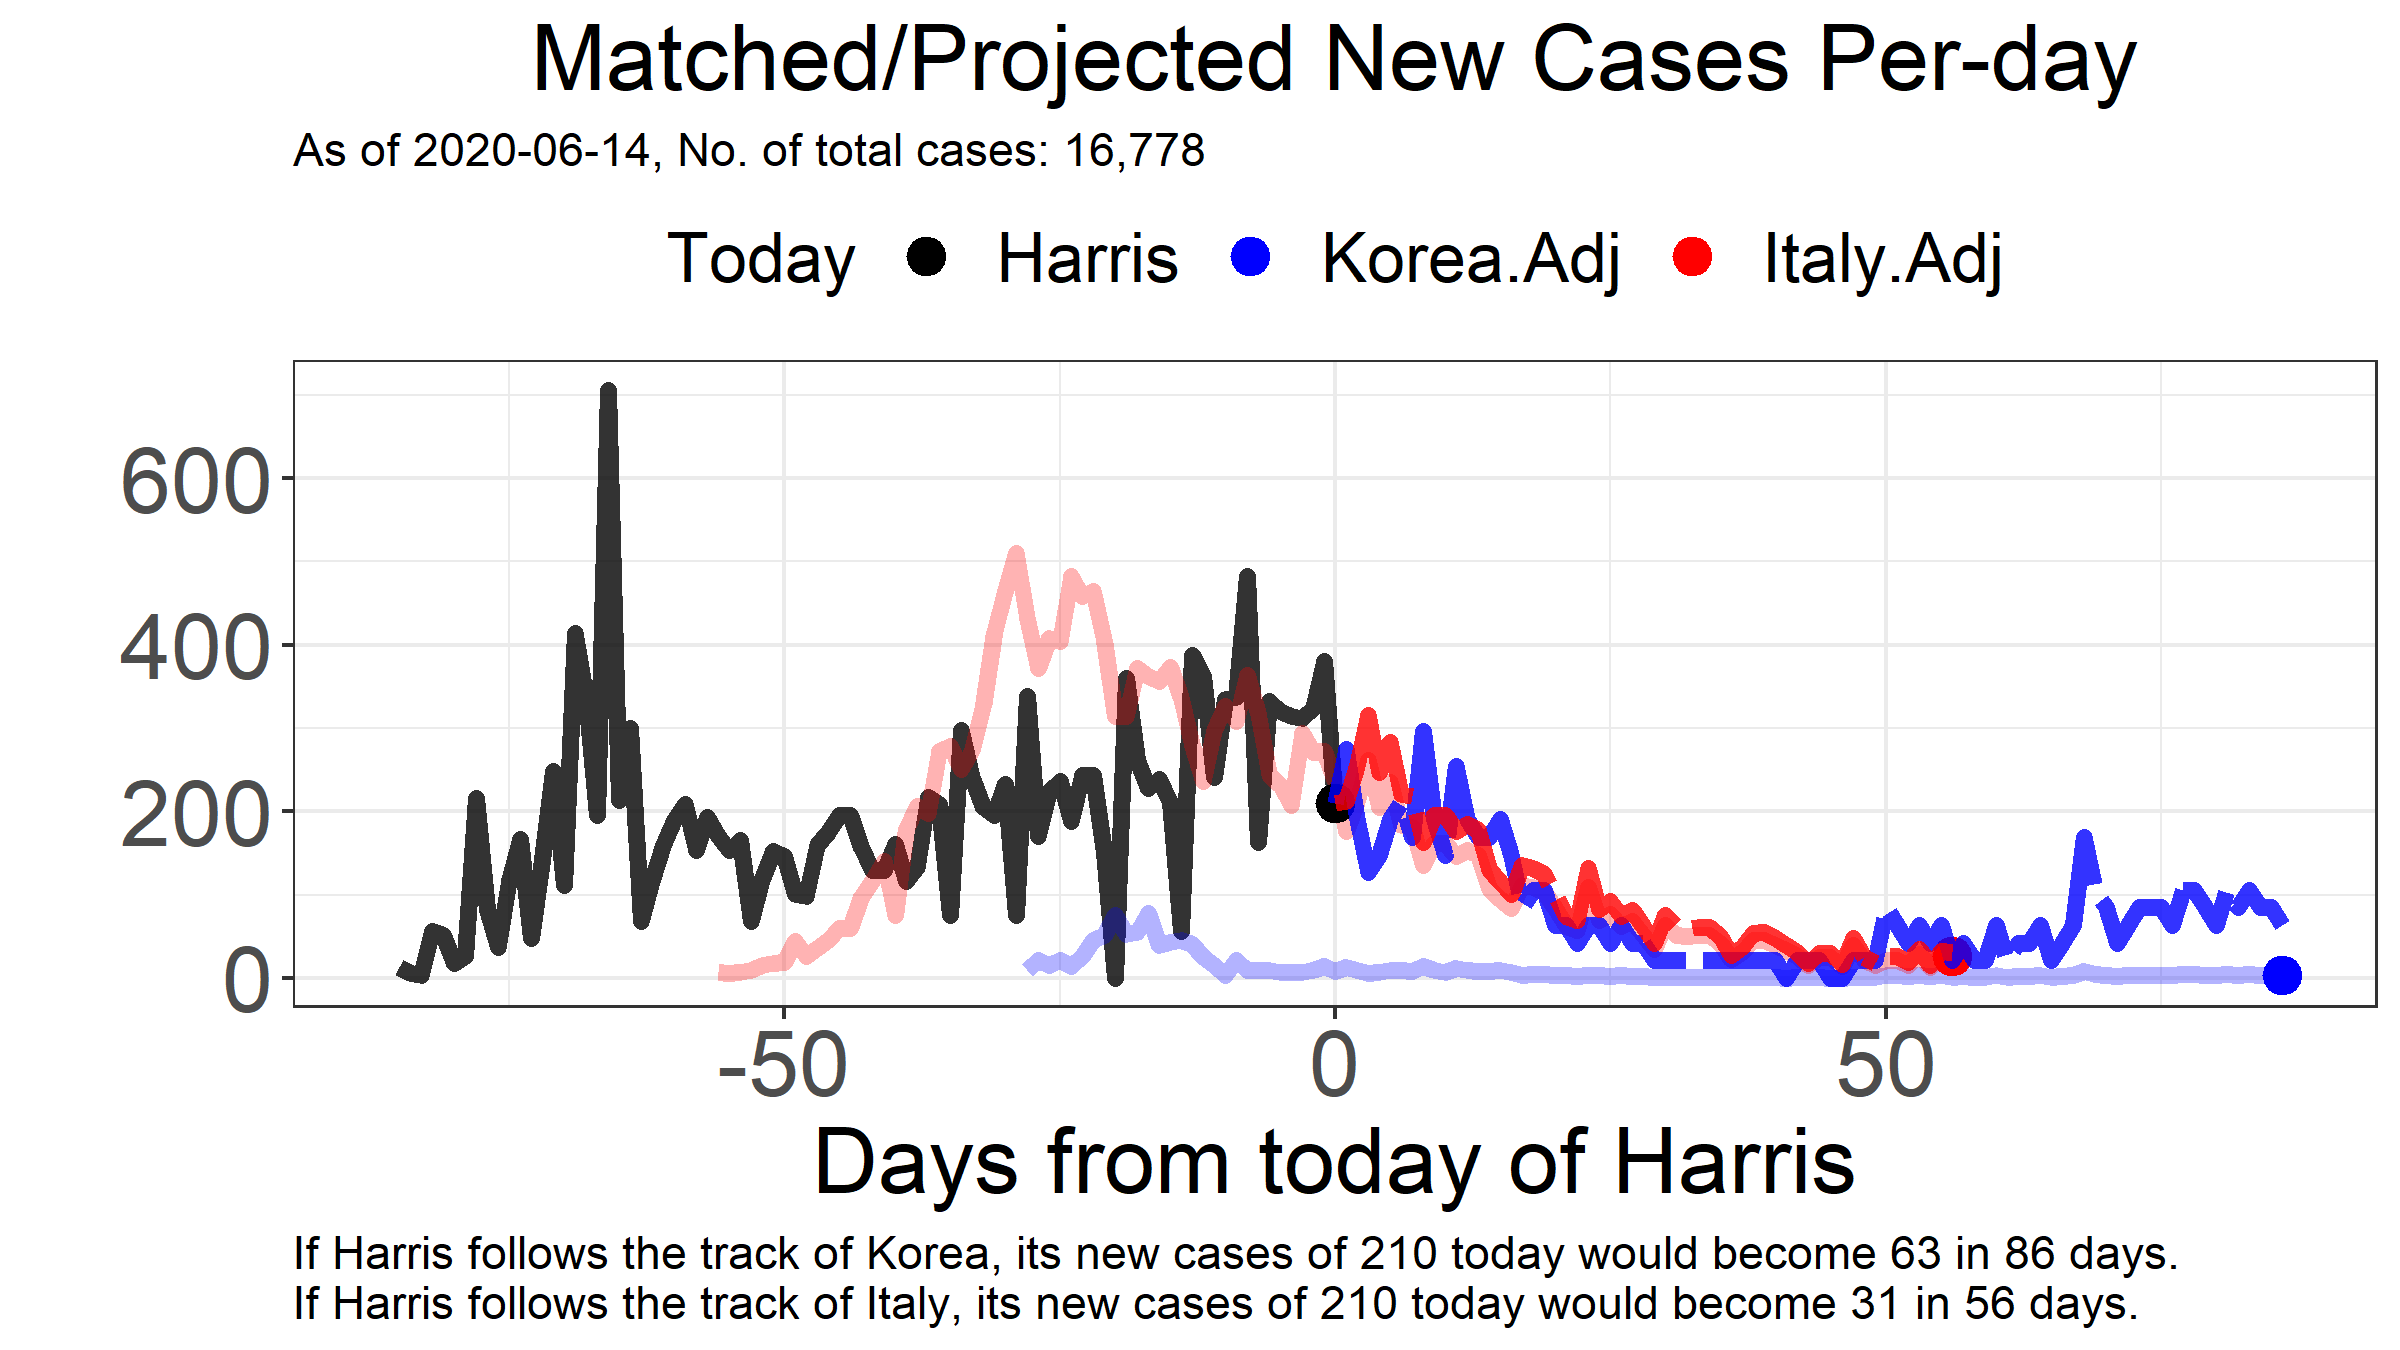 Matched/Projected New Cases Per-day
As of 2020-06-14, No. of total cases: 16,778
Today Harris Korea.Adj Italy.Adj
600
400
200
0
-50 0 50
Days from today of Harris
If Harris follows the track of Korea, its new cases of 210 today would become 63 in 86 days.
If Harris follows the track of Italy, its new cases of 210 today would become 31 in 56 days.